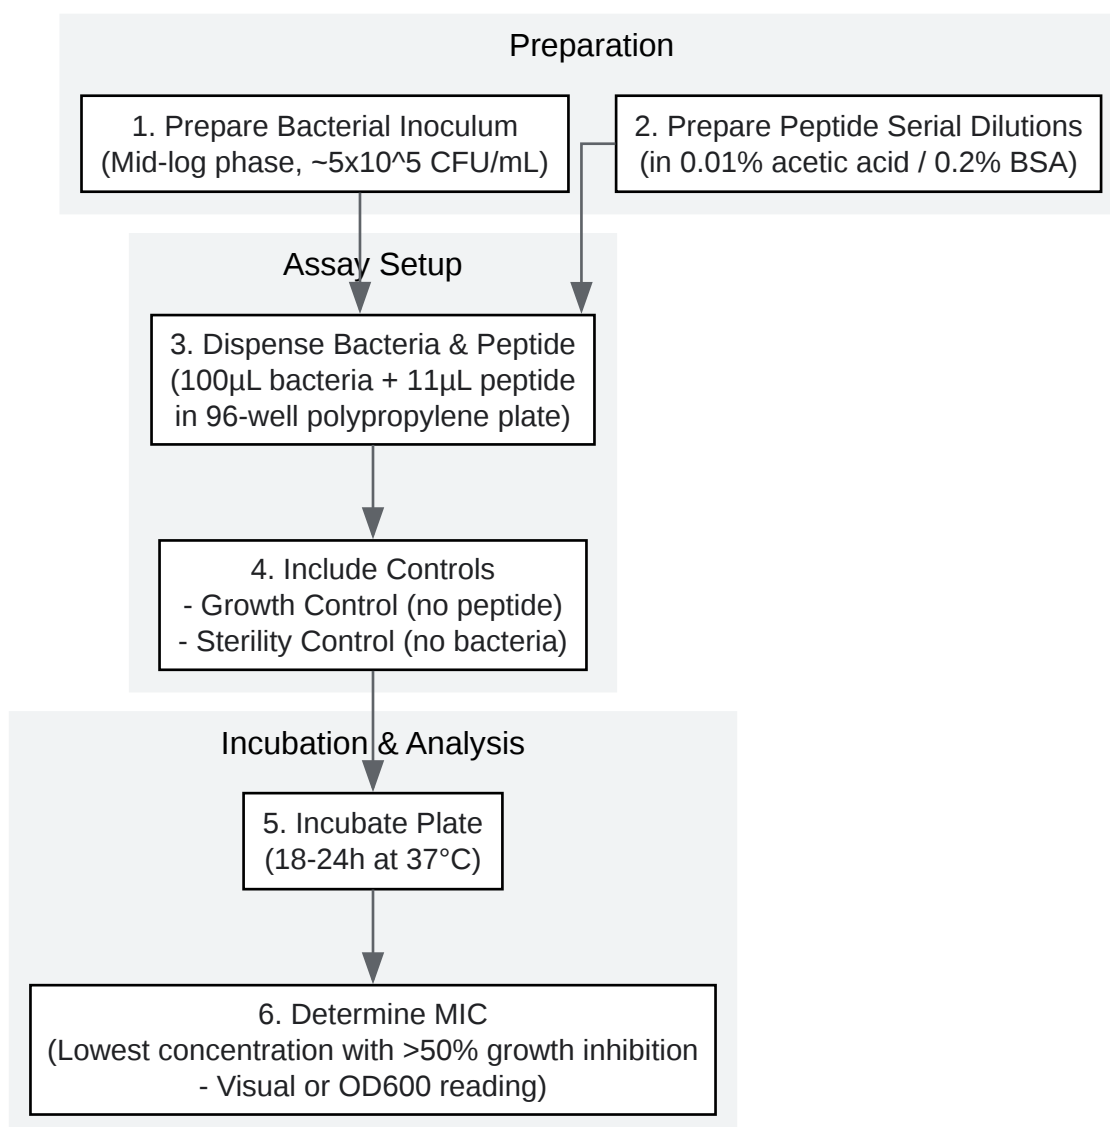 Preparation
1. Prepare Bacterial Inoculum
(Mid-log phase, ~5x10^5 CFU/mL)
2. Prepare Peptide Serial Dilutions
(in 0.01% acetic acid / 0.2% BSA)
Assay Setup
3. Dispense Bacteria & Peptide
(100µL bacteria + 11µL peptide
in 96-well polypropylene plate)
4. Include Controls
- Growth Control (no peptide)
- Sterility Control (no bacteria)
Incubation & Analysis
5. Incubate Plate
(18-24h at 37°C)
6. Determine MIC
(Lowest concentration with >50% growth inhibition
- Visual or OD600 reading)